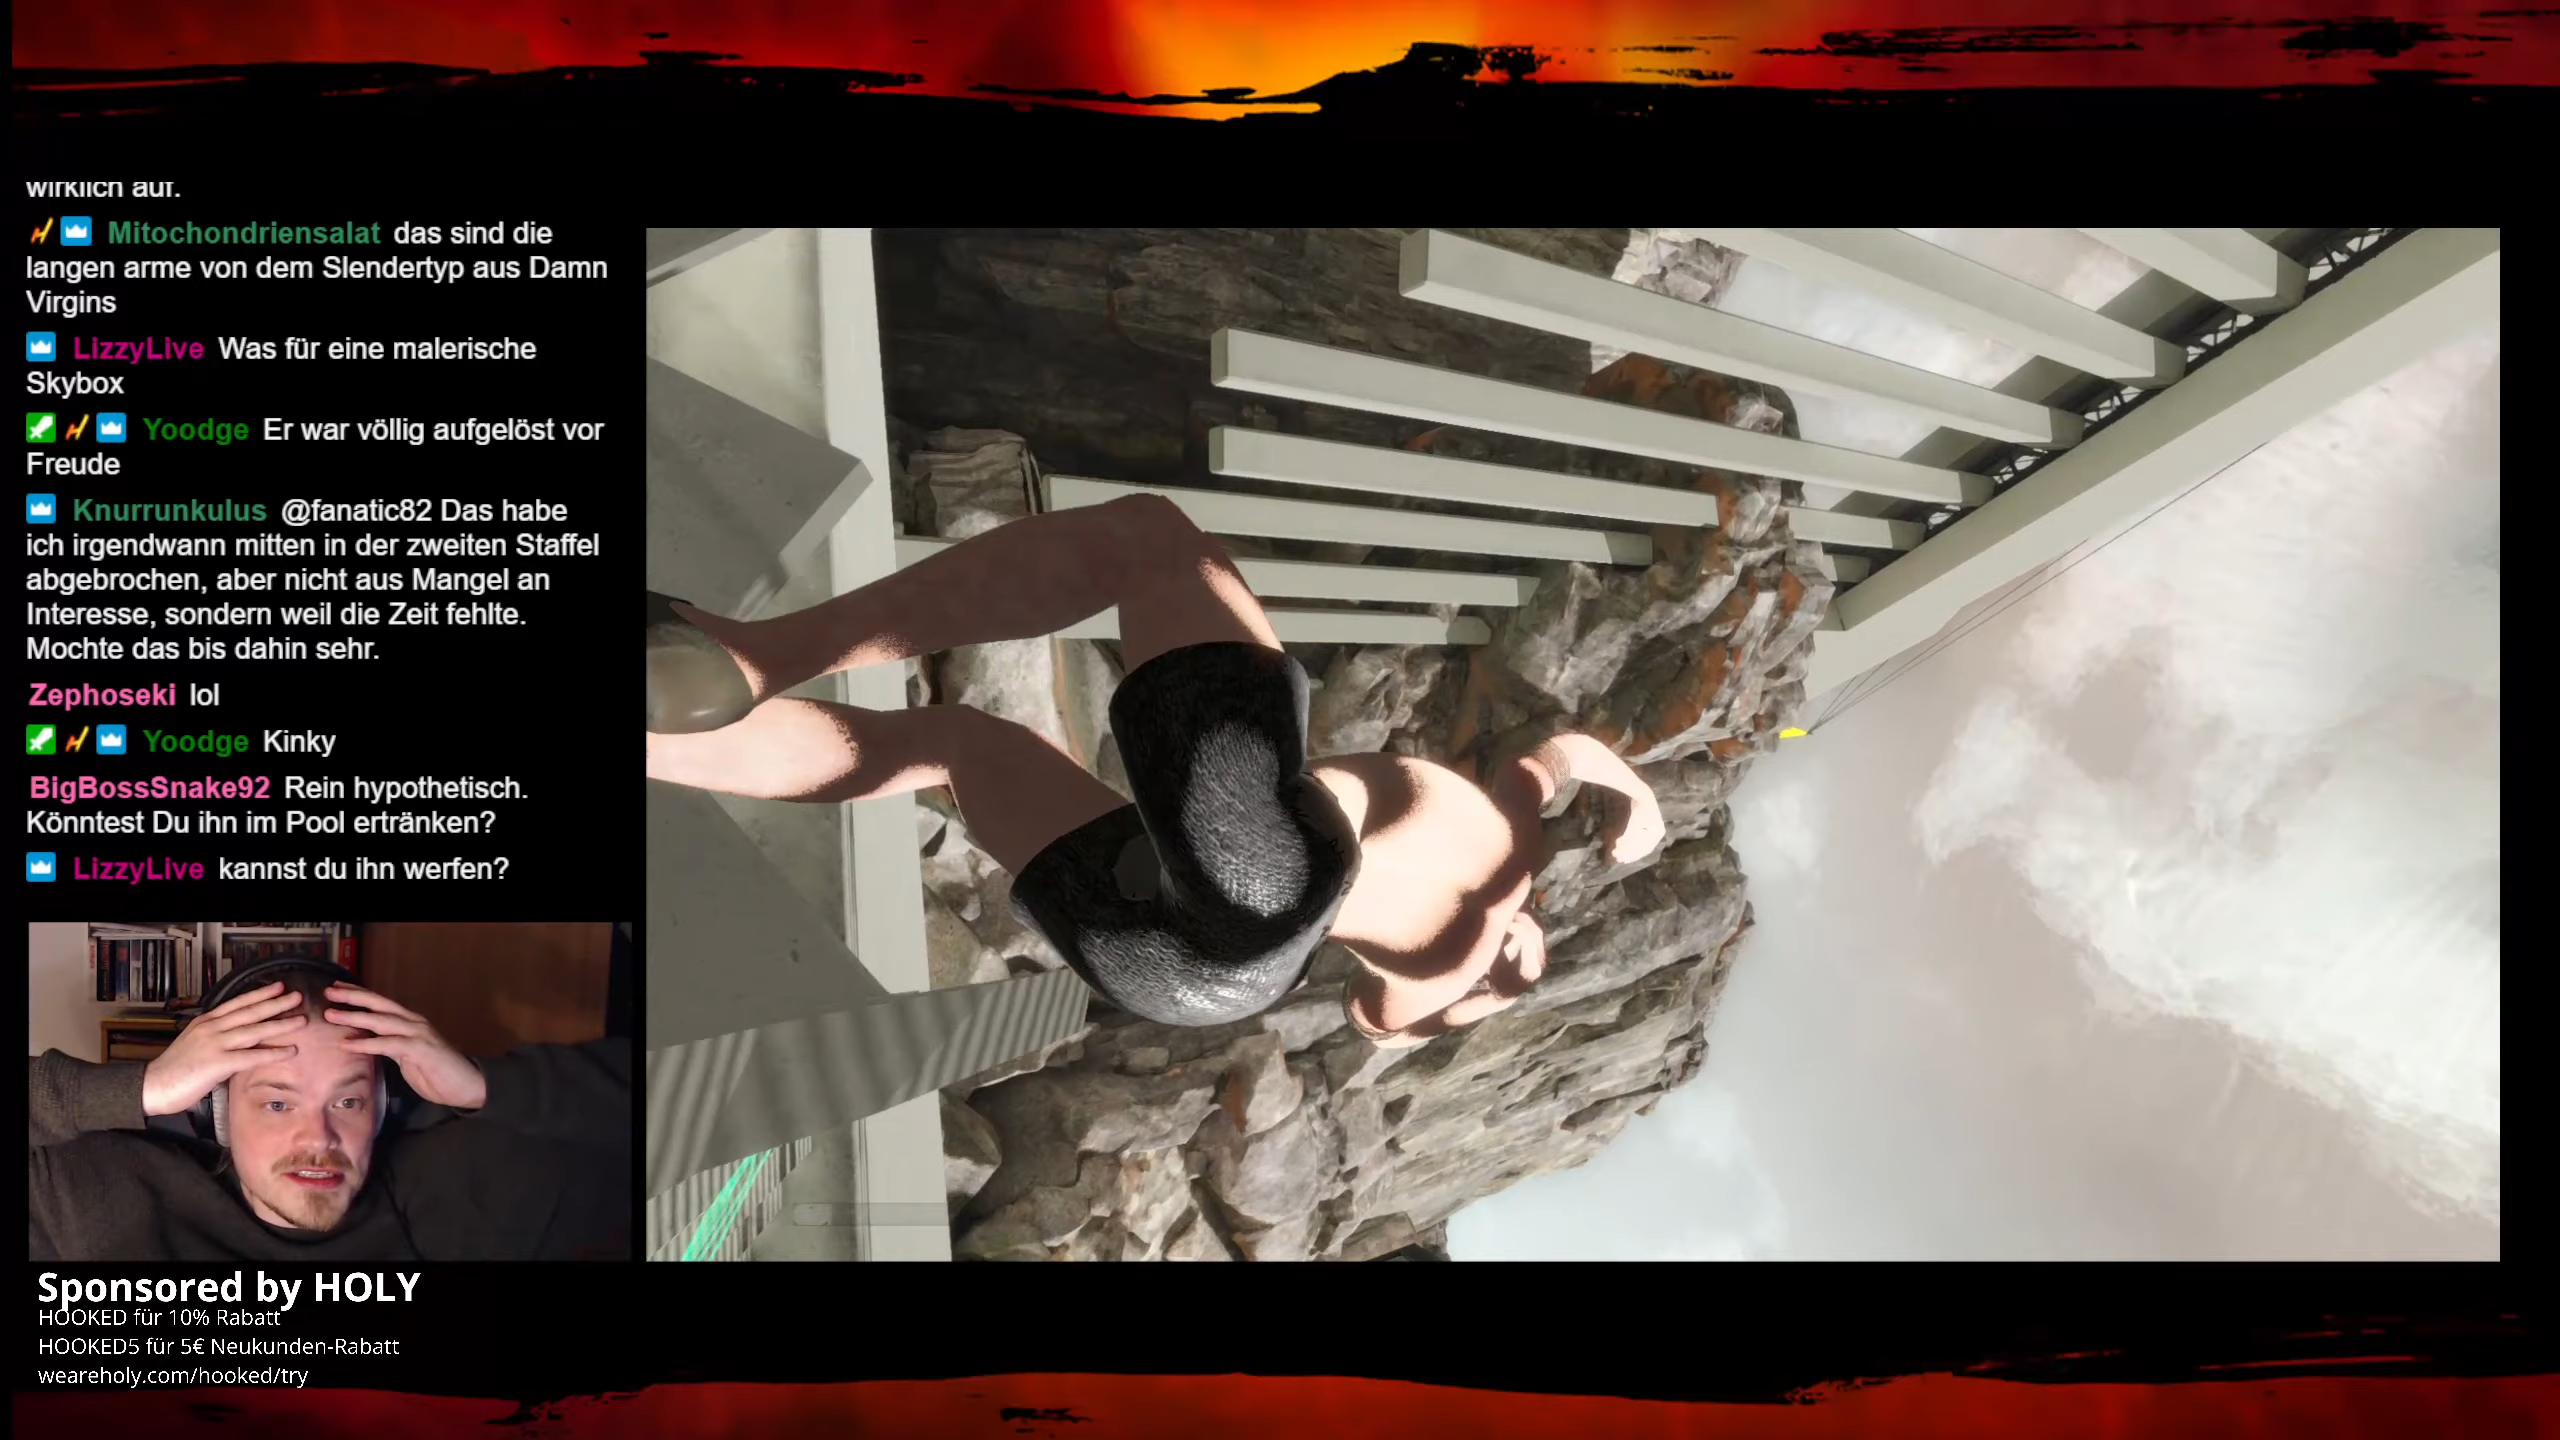 wirklich auf.
Mitochondriensalat das sind die
langen arme von dem Slendertyp aus Damn
Virgins
LizzyLive Was für eine malerische
Skybox
Yoodge Er war völlig aufgelöst vor
Freude
Knurrunkulus @fanatic82 Das habe
ich irgendwann mitten in der zweiten Staffel
abgebrochen, aber nicht aus Mangel an
Interesse, sondern weil die Zeit fehlte.
Mochte das bis dahin sehr.
Zephoseki lol
Yoodge Kinky
BigBossSnake92 Rein hypothetisch.
Könntest Du ihn im Pool ertränken?
LizzyLive kannst du ihn werfen?
Sponsored by HOLY
HOOKED für 10% Rabatt
HOOKED5 für 5€ Neukunden-Rabatt
weareholy.com/hooked/try